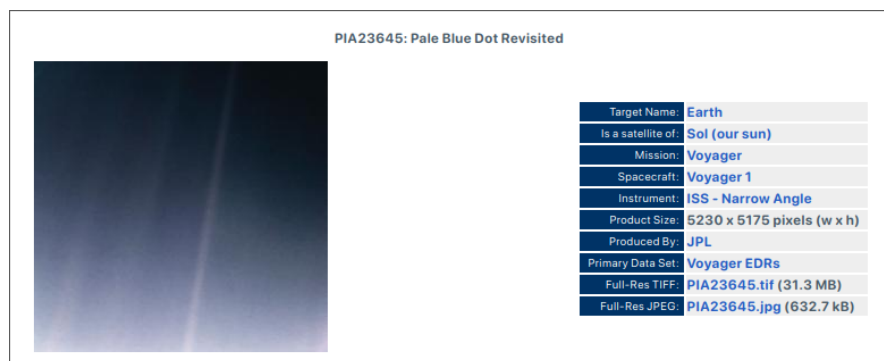 PIA23645: Pale Blue Dot Revisited
Target Name: Earth
Is a satellite of: Sol (our sun)
Mission: Voyager
Spacecraft: Voyager 1
Instrument: ISS - Narrow Angle
Product Size: 5230 x 5175 pixels (w x h)
Produced By: JPL
Primary Data Set: Voyager EDRs
Full-Res TIFF: PIA23645.tif (31.3 MB)
Full-Res JPEG: PIA23645.jpg (632.7 kB)